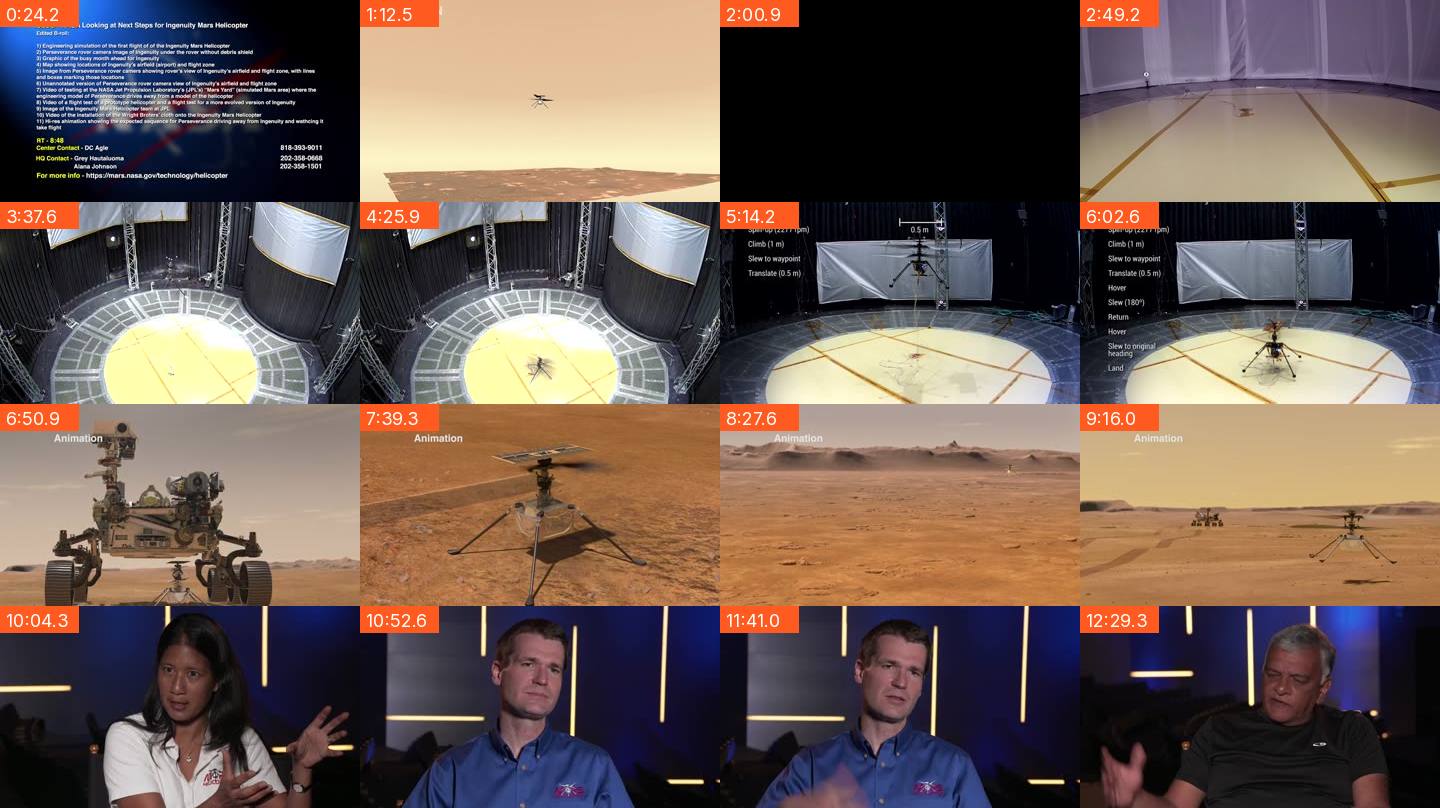 0:24.2
Looking at Next Steps for Ingenuity Mars Helicopter
Edited B-roll:
1) Engineering simulation of the first flight of of the Ingenuity Mars Helicopter
2) Perseverance rover camera image of Ingenuity under the rover without debris shield
3) Graphic of the busy month ahead for Ingenuity
4) Map showing locations of Ingenuity's airfield (airport) and flight zone
5) Image from Perseverance rover camera showing rover's view of Ingenuity's airfield and flight zone, with lines
and boxes marking those locations
6) Unannotated version of Perseverance rover camera view of Ingenuity's airfield and flight zone
7) Video of testing at the NASA Jet Propulsion Laboratory's (JPL's) "Mars Yard" (simulated Mars area) where the
engineering model of Perseverance drives away from a model of the helicopter
8) Video of a flight test of a prototype helicopter and a flight test for a more evolved version of Ingenuity
9) Image of the Ingenuity Mars Helicopter team at JPL
10) Video of the installation of the Wright Brothers' cloth onto the Ingenuity Mars Helicopter
11) Hi-res ahimation showing the expected sequence for Perseverance driving away from Ingenuity and wathcing it
take flight
RT - 8:48
Center Contact - DC Agle 818-393-9011
HQ Contact - Grey Hautaluoma 202-358-0668
Alana Johnson 202-358-1501
For more info - https://mars.nasa.gov/technology/helicopter
1:12.5
2:00.9
2:49.2
3:37.6
4:25.9
5:14.2
0.5 m
Climb (1 m)
Slew to waypoint
Translate (0.5 m)
6:02.6
Climb (1 m)
Slew to waypoint
Translate (0.5 m)
Hover
Slew (180°)
Return
Hover
Slew to original
heading
Land
6:50.9
Animation
7:39.3
Animation
8:27.6
Animation
9:16.0
Animation
10:04.3
10:52.6
11:41.0
12:29.3